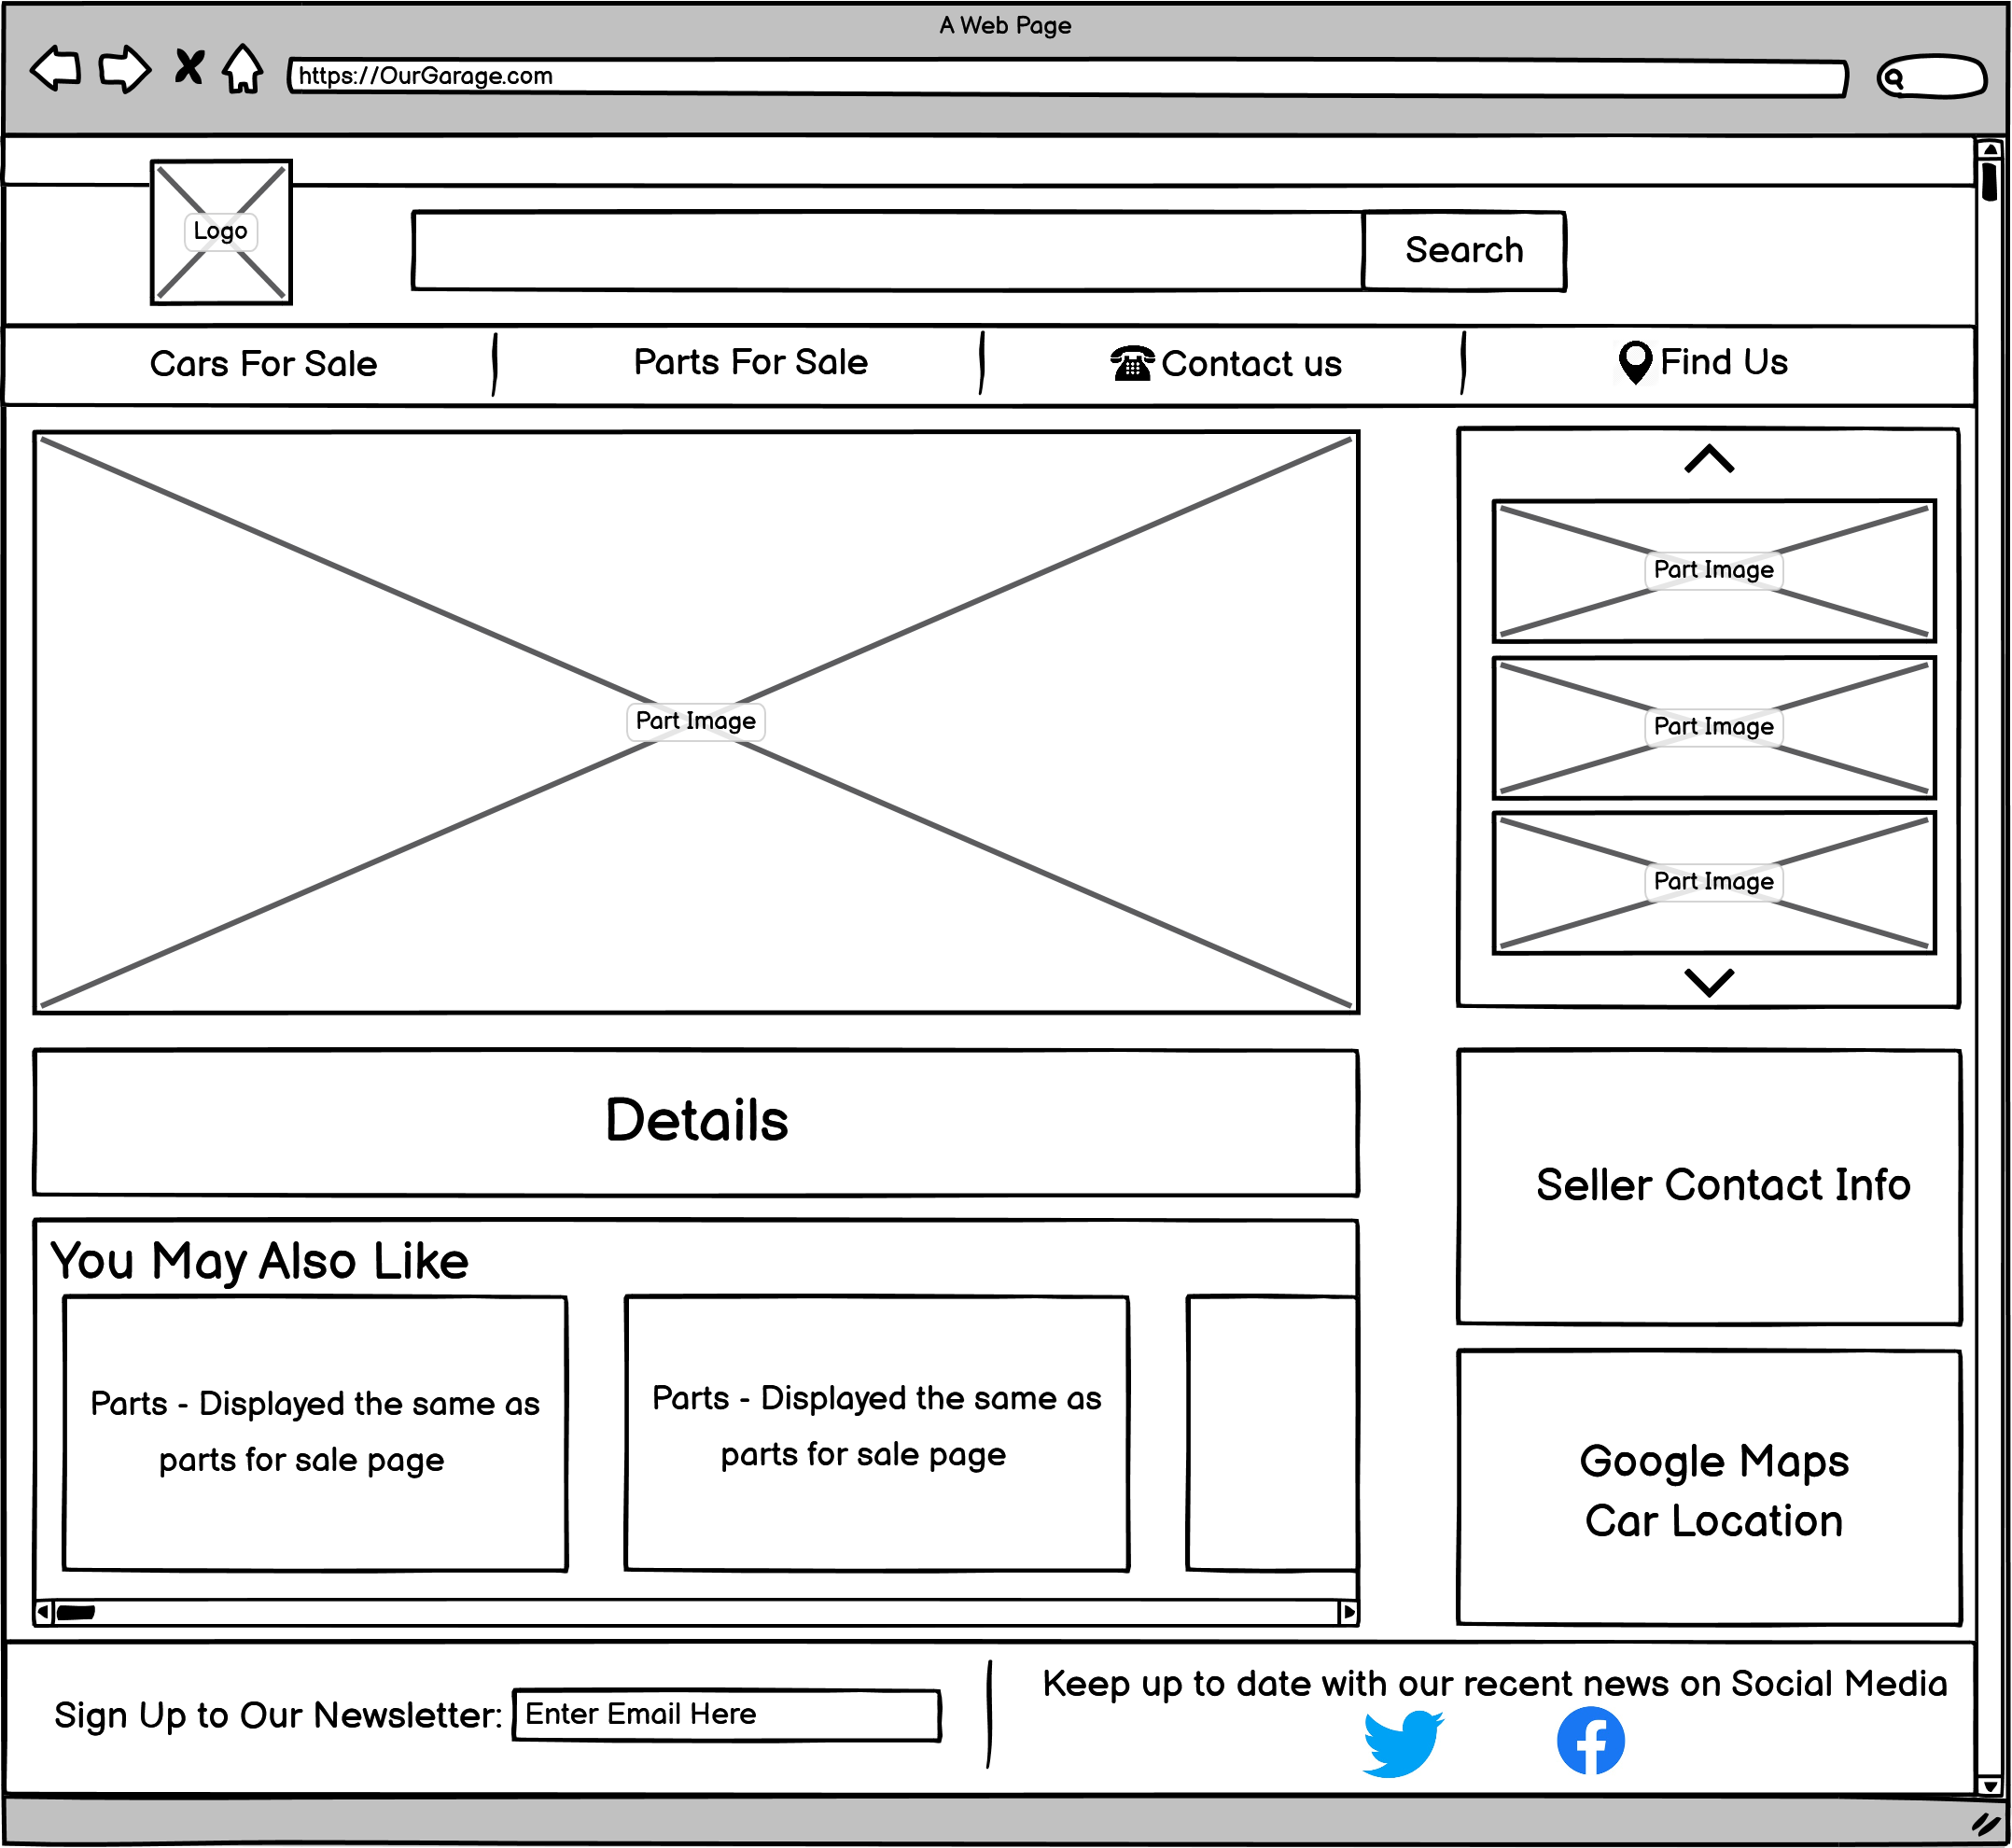 A Web Page
https://OurGarage.com
Logo
Search
Cars For Sale
Parts For Sale
Contact us
Find Us
Part Image
Part Image
Part Image
Part Image
Details
Seller Contact Info
You May Also Like
Parts - Displayed the same as
parts for sale page
Parts - Displayed the same as
parts for sale page
Google Maps
Car Location
Sign Up to Our Newsletter:
Enter Email Here
Keep up to date with our recent news on Social Media